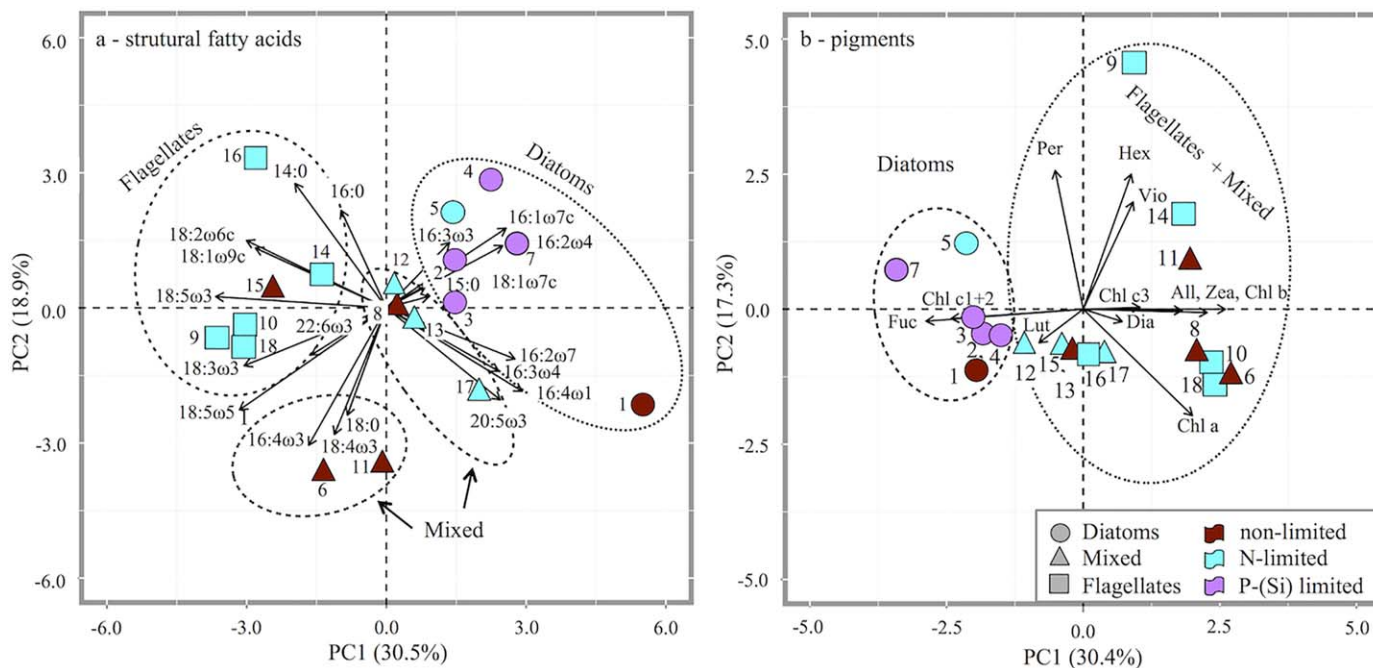 a - strutural fatty acids
6.0
3.0
0.0
-3.0
-6.0
PC2 (18.9%)
-6.0
-3.0
0.0
3.0
6.0
PC1 (30.5%)
Flagellates
Diatoms
Mixed
16
14:0
16:0
4
5
16:1ω7c
16:3ω3
16:2ω4
7
18:2ω6c
18:1ω9c
14
12
2
18:1ω7c
15
15:0
18:5ω3
8
3
13
10
9
18
22:6ω3
18:3ω3
16:2ω7
16:3ω4
17
16:4ω1
18:5ω5
20:5ω3
1
18:0
16:4ω3
18:4ω3
11
6
b - pigments
5.0
2.5
0.0
-2.5
-5.0
PC2 (17.3%)
-5.0
-2.5
0.0
2.5
PC1 (30.4%)
Diatoms
Flagellates + Mixed
9
Per
Hex
Vio
14
5
11
7
Chl c1+2
Chl c3
All, Zea, Chl b
Fuc
Lut
Dia
3
2
4
8
1
12
15
13
16
17
10
6
18
Chl a
Diatoms
Mixed
Flagellates
non-limited
N-limited
P-(Si) limited